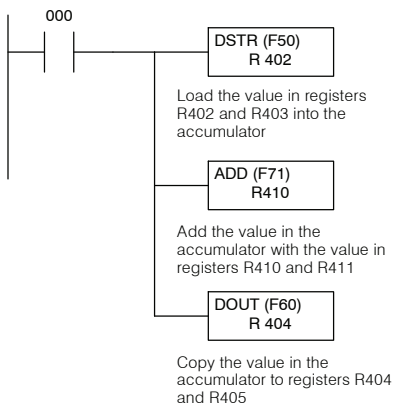 000
DSTR (F50)
R 402
Load the value in registers
R402 and R403 into the
accumulator
ADD (F71)
R410
Add the value in the
accumulator with the value in
registers R410 and R411
DOUT (F60)
R 404
Copy the value in the
accumulator to registers R404
and R405